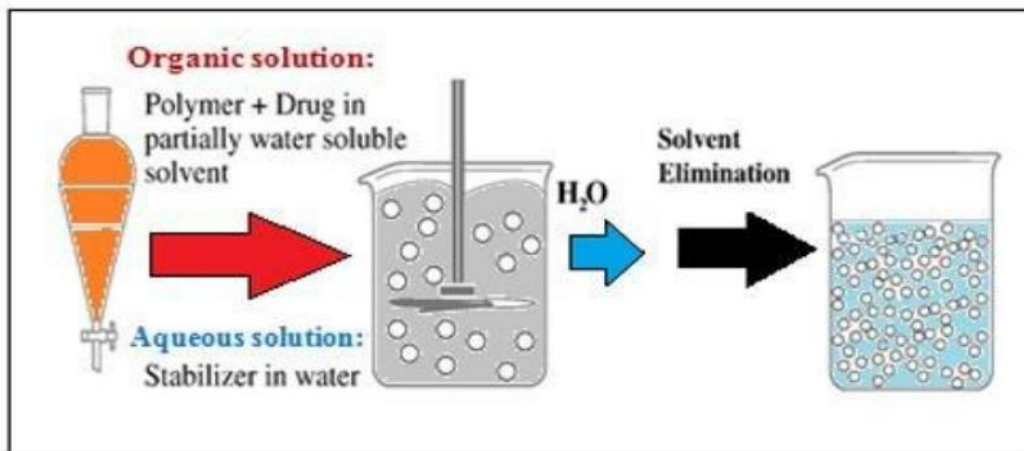 Organic solution:
Polymer + Drug in
partially water soluble
solvent
Aqueous solution:
Stabilizer in water
H₂O
Solvent
Elimination